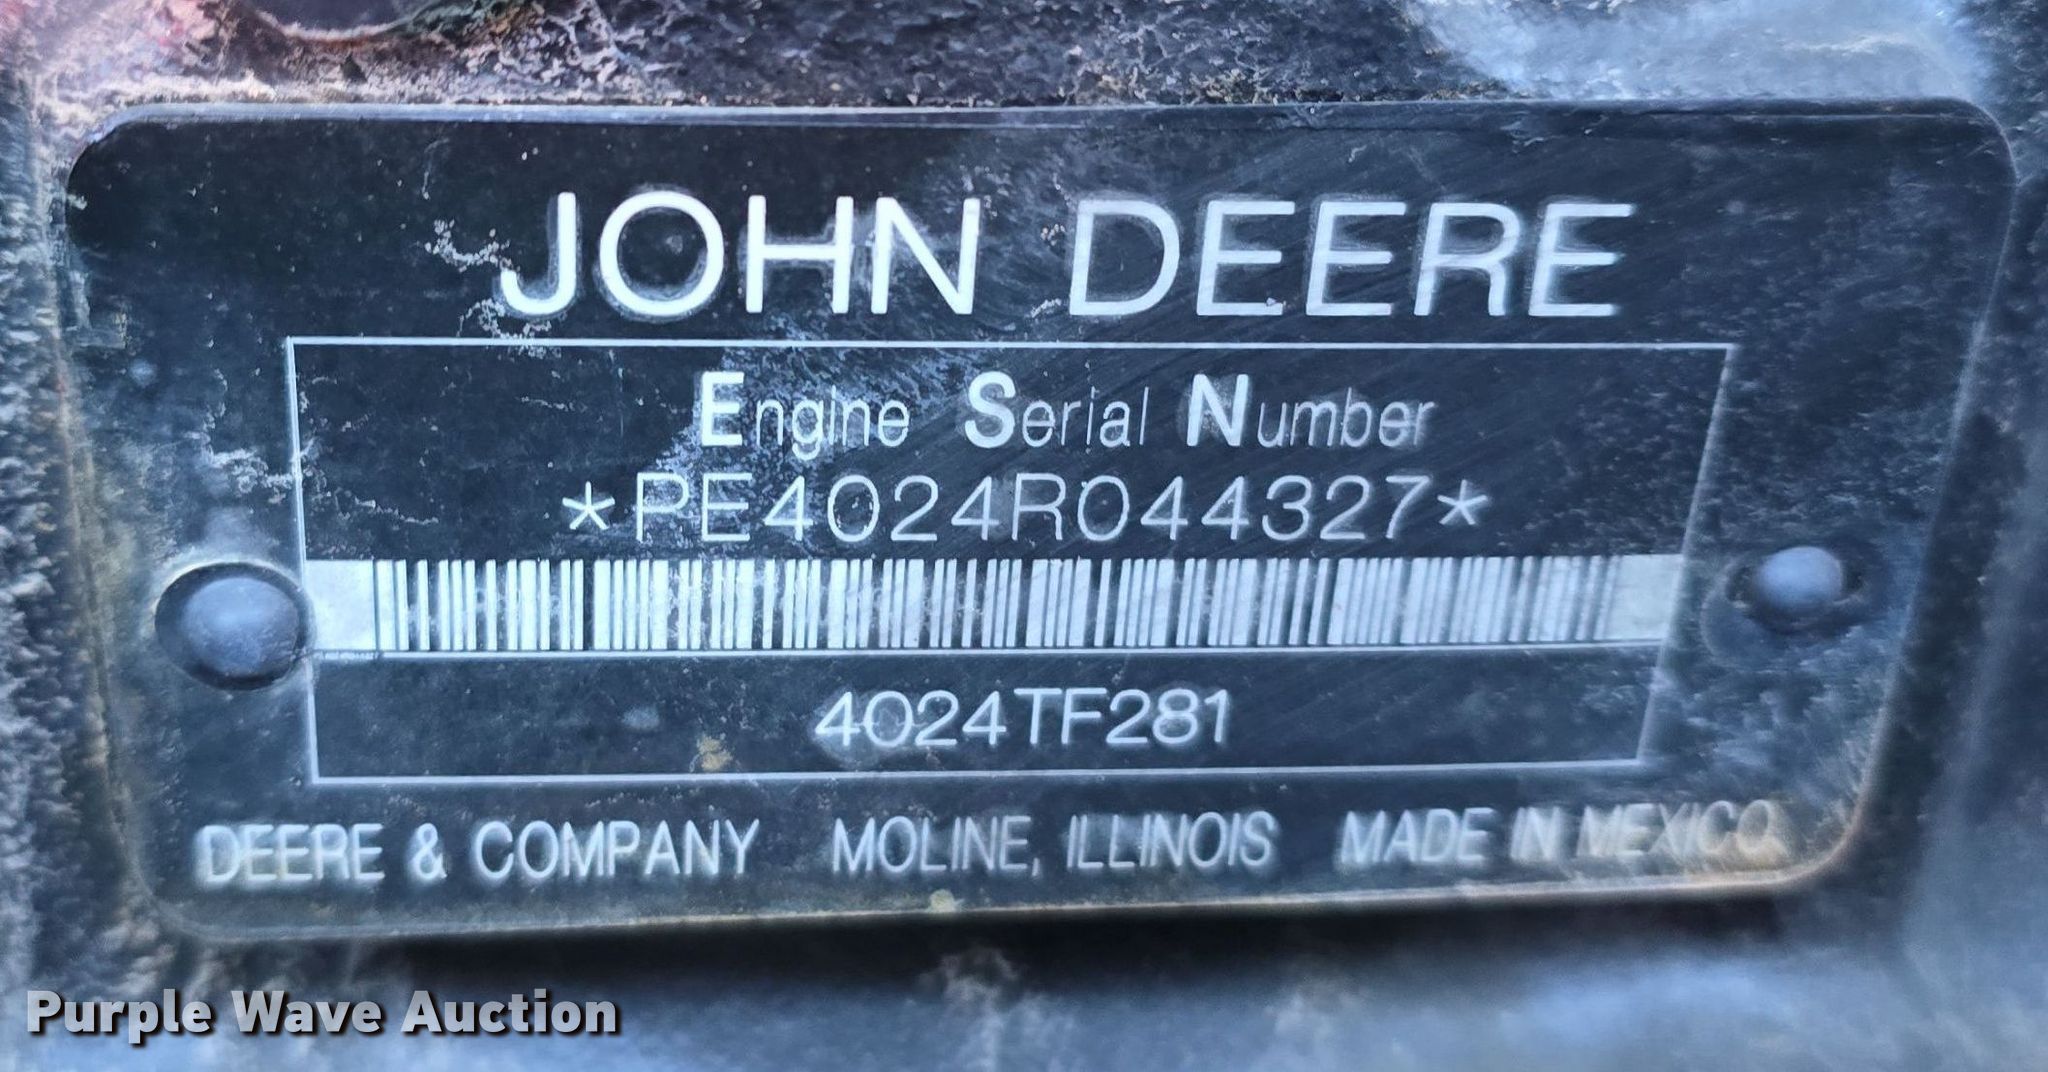 JOHN DEERE
Engine Serial Number
*PE4024R044327*
4024TF281
DEERE & COMPANY MOLINE, ILLINOIS MADE IN MEXICO
Purple Wave Auction